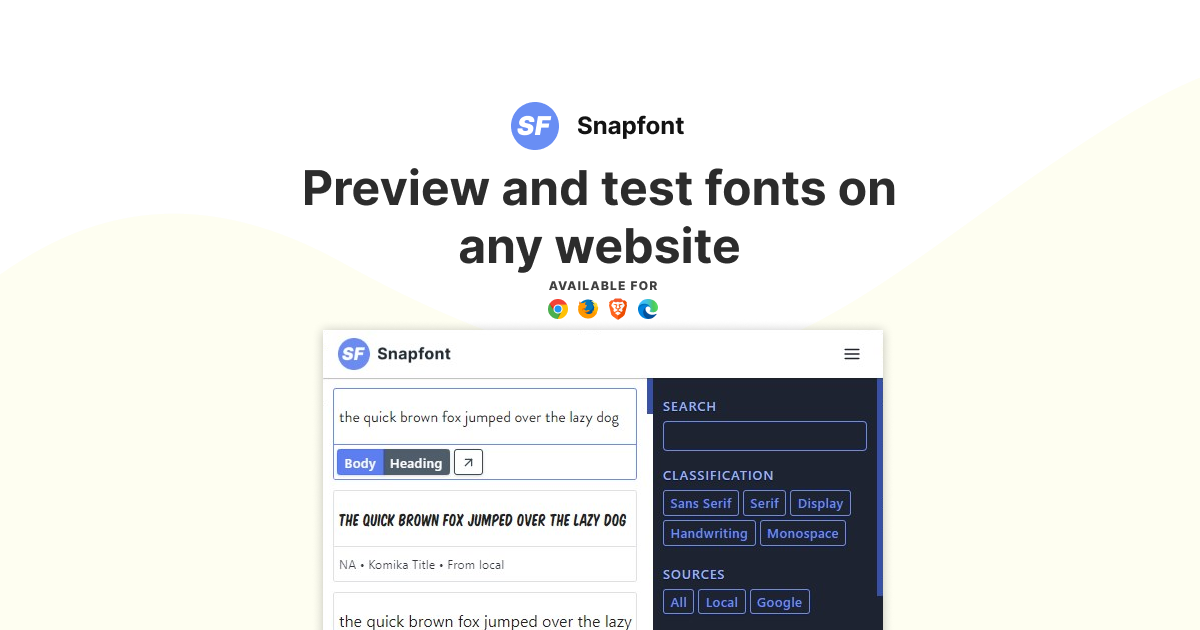 SF Snapfont
Preview and test fonts on
any website
AVAILABLE FOR
SF Snapfont
the quick brown fox jumped over the lazy dog
Body Heading
THE QUICK BROWN FOX JUMPED OVER THE LAZY DOG
NA • Komika Title • From local
the quick brown fox jumped over the lazy
SEARCH
CLASSIFICATION
Sans Serif Serif Display
Handwriting Monospace
SOURCES
All Local Google